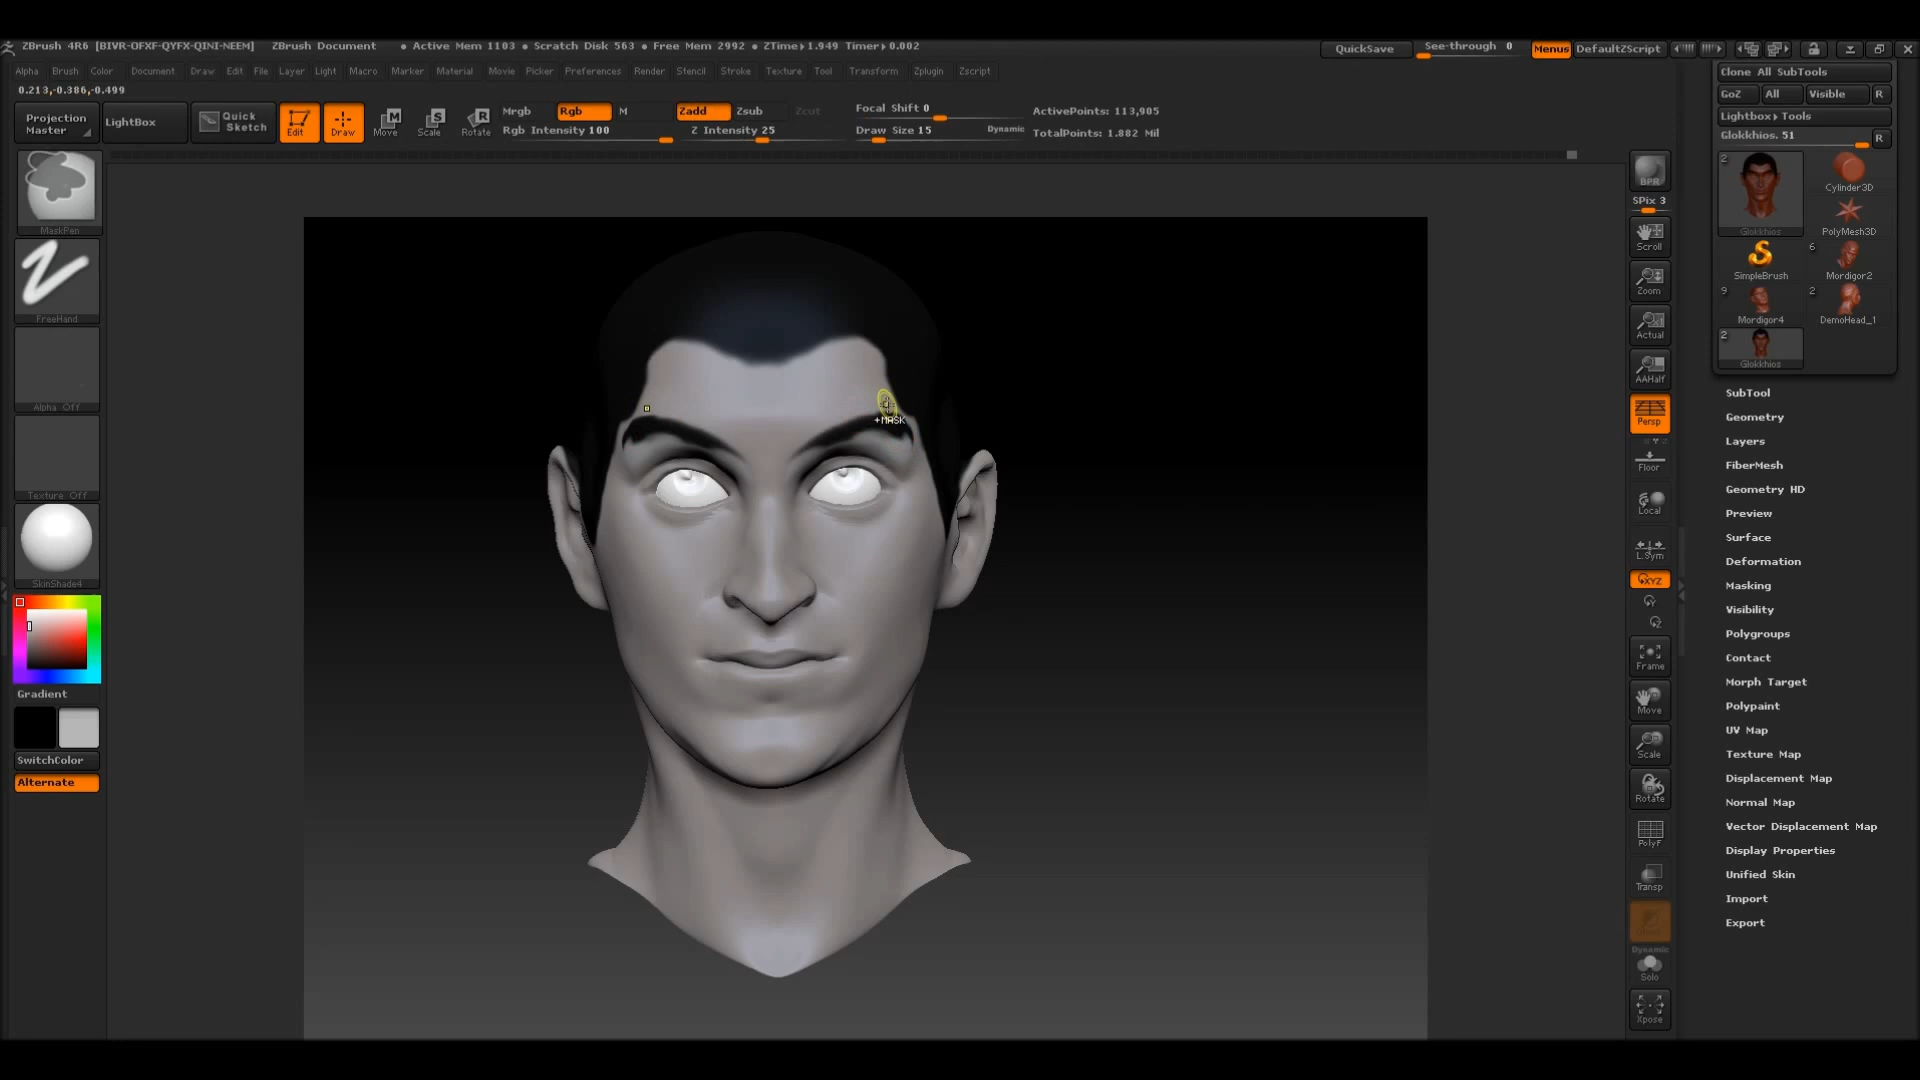 ZBrush 4R6 [BIVR-OFXF-QYFX-QINI-NEEM] ZBrush Document • Active Mem 1103 • Scratch Disk 563 • Free Mem 2992 • ZTime▸1.949 Timer▸0.002 QuickSave See-through 0 Menus DefaultZScript
Alpha Brush Color Document Draw Edit File Layer Light Macro Marker Material Movie Picker Preferences Render Stencil Stroke Texture Tool Transform Zplugin Zscript
0.213,-0.386,-0.499
Projection Master
LightBox
Quick Sketch
Edit
Draw
Move
Scale
Rotate
Mrgb Rgb M
Rgb Intensity 100
Zadd Zsub Zcut
Z Intensity 25
Focal Shift 0
Draw Size 15 Dynamic
ActivePoints: 113,905
TotalPoints: 1.882 Mil
MaskPen
FreeHand
Alpha Off
Texture Off
SkinShade4
Gradient
SwitchColor
Alternate
+MASK
BPR
SPix 3
Scroll
Zoom
Actual
AAHalf
Persp
Floor
Local
L.Sym
XYZ
Y
Z
Frame
Move
Scale
Rotate
PolyF
Transp
Dynamic
Solo
Xpose
Clone All SubTools
GoZ All Visible R
Lightbox▸Tools
Glokkhios. 51 R
2
Glokkhios
Cylinder3D
PolyMesh3D
SimpleBrush
6
Mordigor2
9
Mordigor4
2
DemoHead_1
2
Glokkhios
SubTool
Geometry
Layers
FiberMesh
Geometry HD
Preview
Surface
Deformation
Masking
Visibility
Polygroups
Contact
Morph Target
Polypaint
UV Map
Texture Map
Displacement Map
Normal Map
Vector Displacement Map
Display Properties
Unified Skin
Import
Export